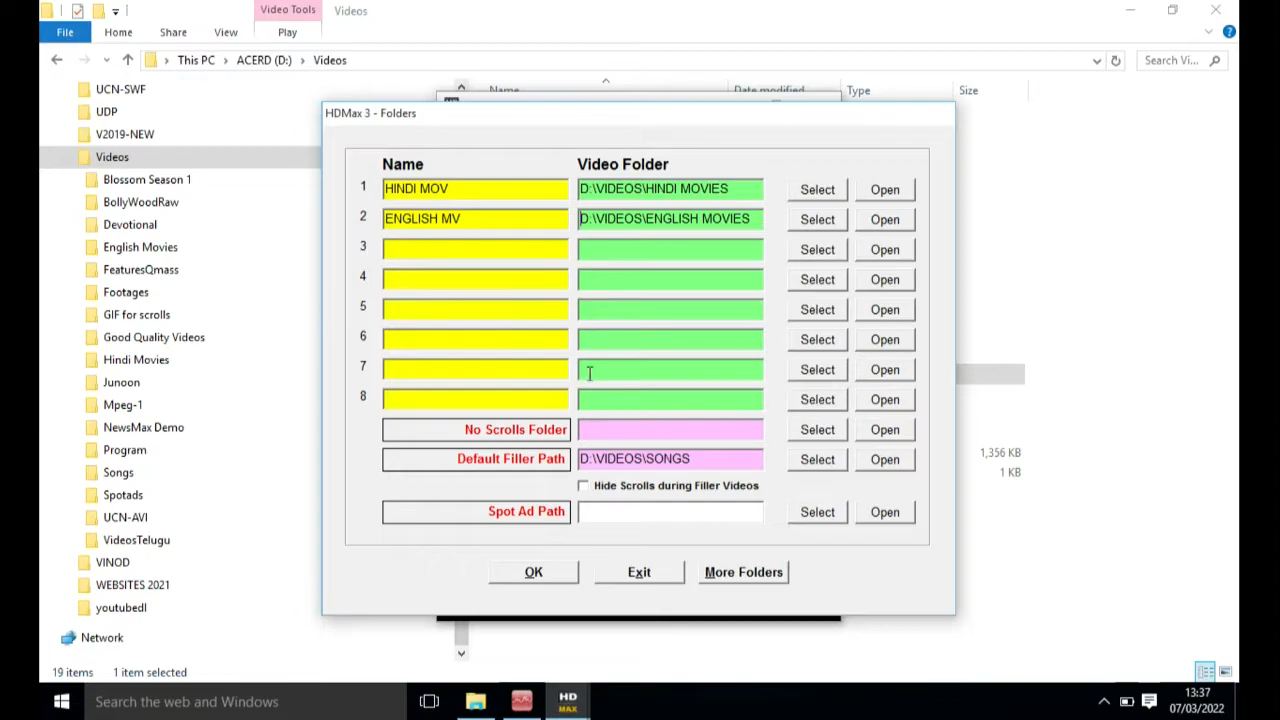 Video Tools
Videos
File
Home
Share
View
Play
This PC
ACERD (D:)
Videos
Search Vi...
UCN-SWF
UDP
V2019-NEW
Videos
Blossom Season 1
BollyWoodRaw
Devotional
English Movies
FeaturesQmass
Footages
GIF for scrolls
Good Quality Videos
Hindi Movies
Junoon
Mpeg-1
NewsMax Demo
Program
Songs
Spotads
UCN-AVI
VideosTelugu
VINOD
WEBSITES 2021
youtubedl
Network
19 items
1 item selected
Name
Date modified
Type
Size
1,356 KB
1 KB
HDMax 3 - Folders
Name
Video Folder
1 HINDI MOV D:\VIDEOS\HINDI MOVIES Select Open
2 ENGLISH MV D:\VIDEOS\ENGLISH MOVIES Select Open
3 Select Open
4 Select Open
5 Select Open
6 Select Open
7 Select Open
8 Select Open
No Scrolls Folder Select Open
Default Filler Path D:\VIDEOS\SONGS Select Open
Hide Scrolls during Filler Videos
Spot Ad Path Select Open
OK
Exit
More Folders
Search the web and Windows
HD
MAX
13:37
07/03/2022